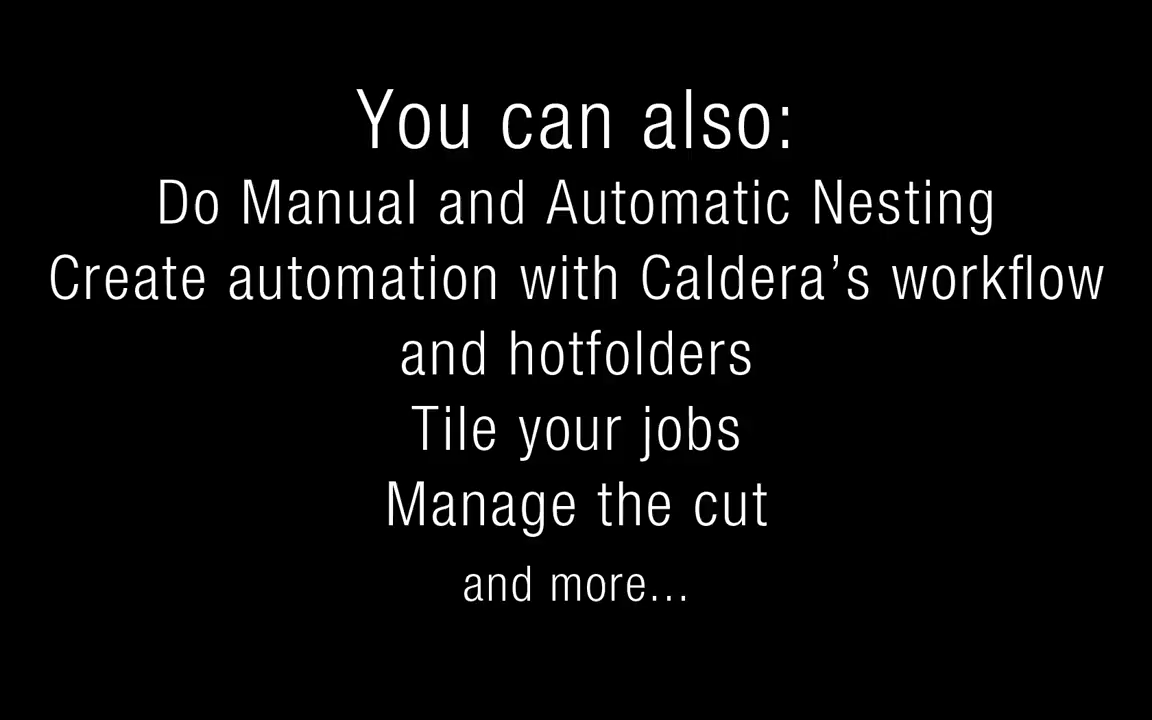 You can also:
Do Manual and Automatic Nesting
Create automation with Caldera’s workflow
and hotfolders
Tile your jobs
Manage the cut
and more...